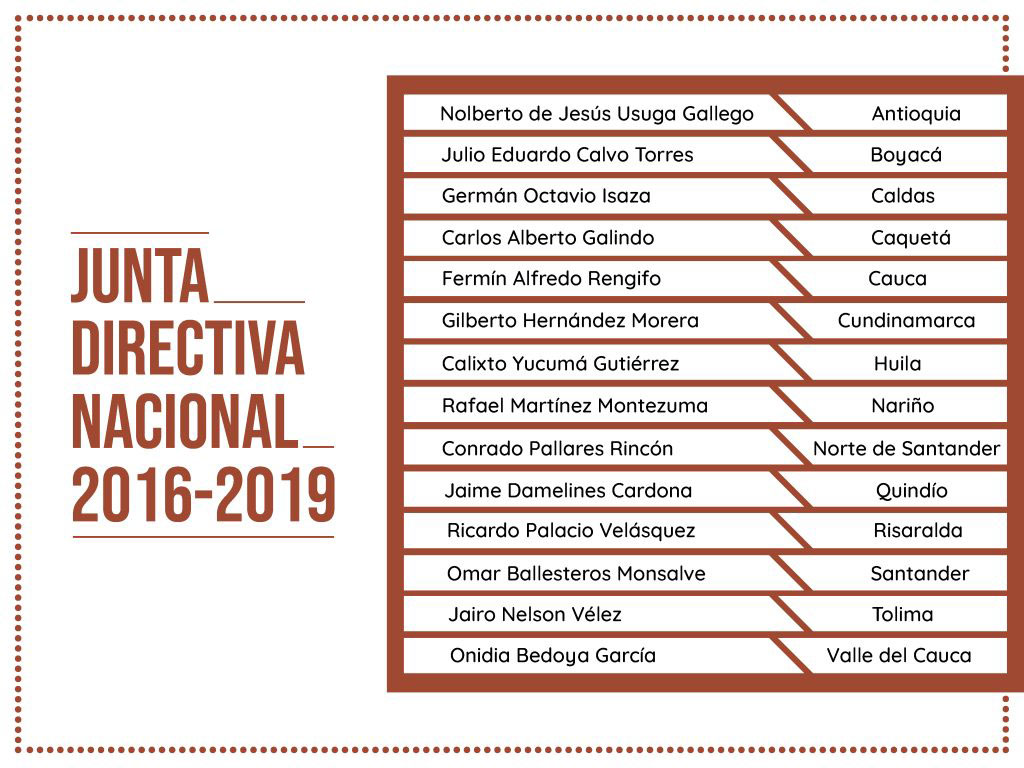 JUNTA
DIRECTIVA
NACIONAL
2016-2019
Nolberto de Jesús Usuga Gallego Antioquia
Julio Eduardo Calvo Torres Boyacá
Germán Octavio Isaza Caldas
Carlos Alberto Galindo Caquetá
Fermín Alfredo Rengifo Cauca
Gilberto Hernández Morera Cundinamarca
Calixto Yucumá Gutiérrez Huila
Rafael Martínez Montezuma Nariño
Conrado Pallares Rincón Norte de Santander
Jaime Damelines Cardona Quindío
Ricardo Palacio Velásquez Risaralda
Omar Ballesteros Monsalve Santander
Jairo Nelson Vélez Tolima
Onidia Bedoya García Valle del Cauca